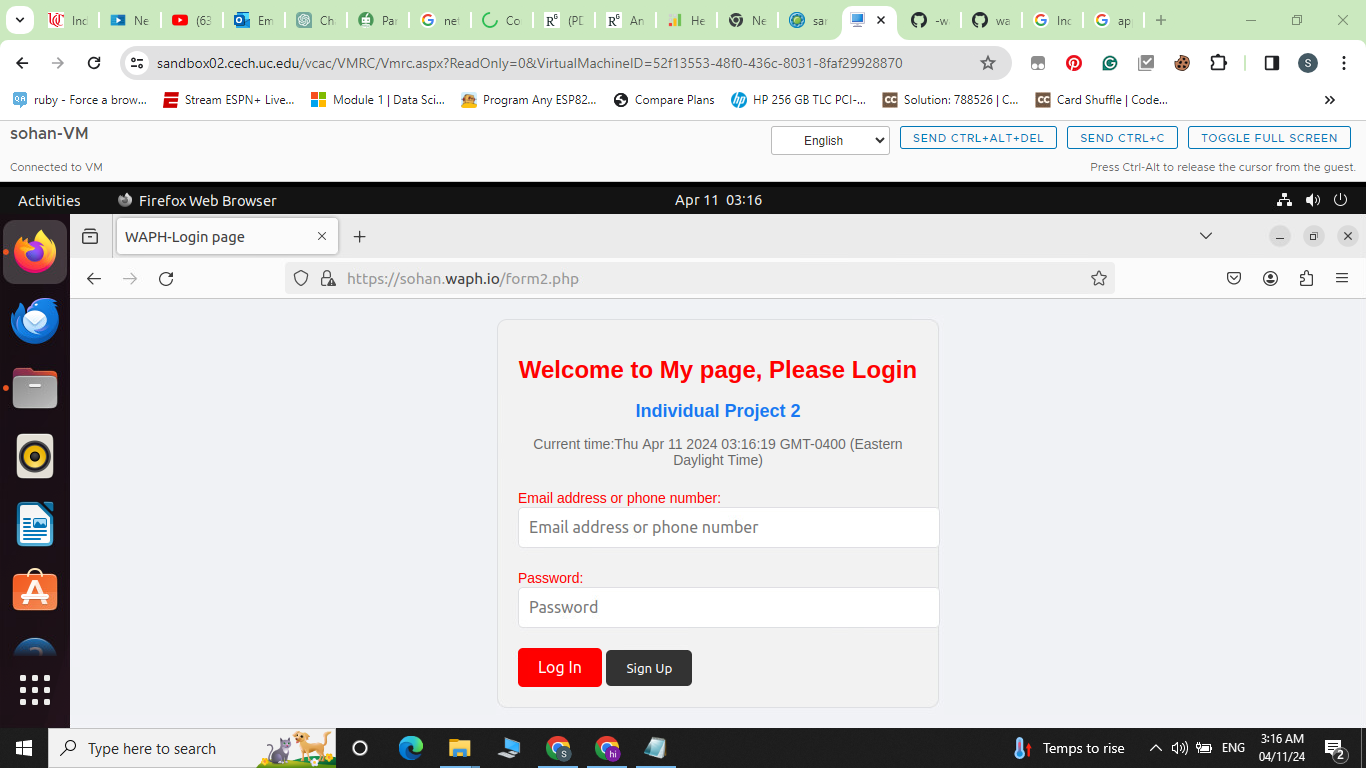 Ind
Ne
(63
Em
Ch
Par
net
Co
(PD
An
He
Ne
sar
-wa
wa
Inc
ap
sandbox02.cech.uc.edu/vcac/VMRC/Vmrc.aspx?ReadOnly=0&VirtualMachineID=52f13553-48f0-436c-8031-8faf29928870
S
ruby - Force a brow...
Stream ESPN+ Live...
Module 1 | Data Sci...
Program Any ESP82...
Compare Plans
HP 256 GB TLC PCI-...
CC Solution: 788526 | C...
CC Card Shuffle | Code...
»
sohan-VM
English
SEND CTRL+ALT+DEL
SEND CTRL+C
TOGGLE FULL SCREEN
Connected to VM
Press Ctrl-Alt to release the cursor from the guest.
Activities
Firefox Web Browser
Apr 11 03:16
WAPH-Login page
https://sohan.waph.io/form2.php
Welcome to My page, Please Login
Individual Project 2
Current time:Thu Apr 11 2024 03:16:19 GMT-0400 (Eastern
Daylight Time)
Email address or phone number:
Email address or phone number
Password:
Password
Log In
Sign Up
Type here to search
S
hi
Temps to rise
ENG
3:16 AM
04/11/24
2